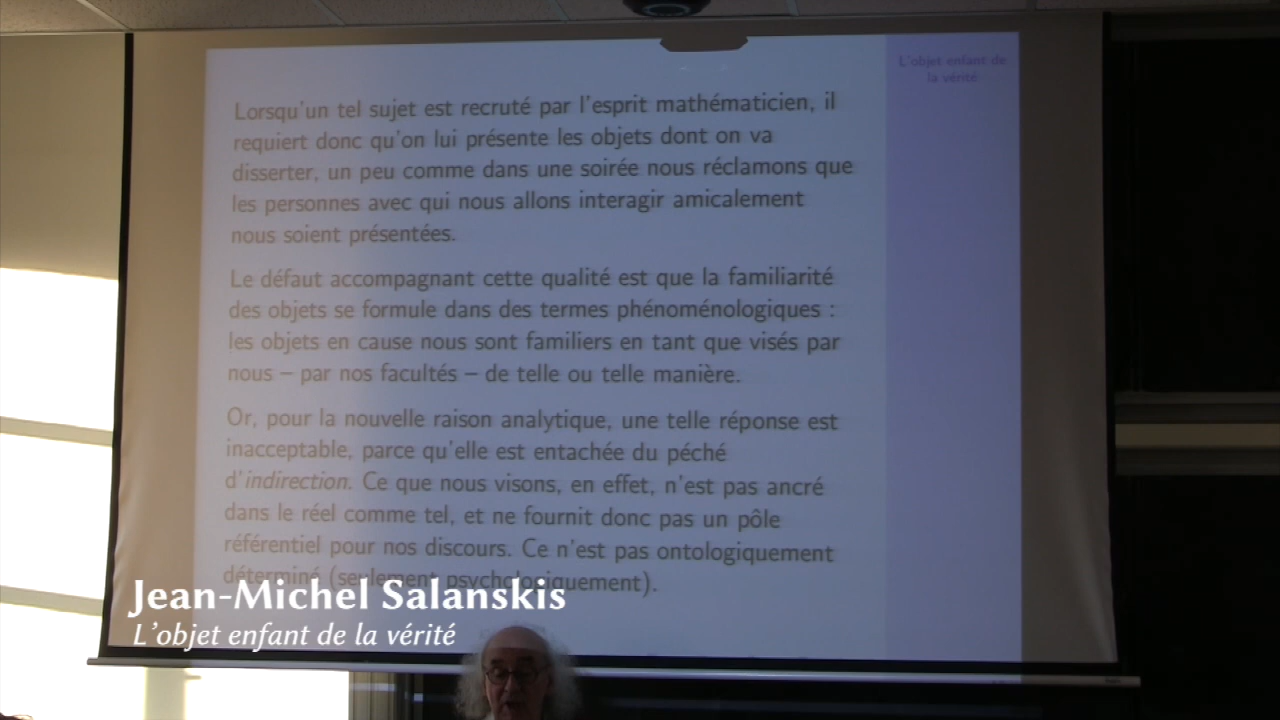 L'objet enfant de
la vérité
Lorsqu'un tel sujet est recruté par l'esprit mathématicien, il
requiert donc qu'on lui présente les objets dont on va
disserter, un peu comme dans une soirée nous réclamons que
les personnes avec qui nous allons interagir amicalement
nous soient présentées.
Le défaut accompagnant cette qualité est que la familiarité
des objets se formule dans des termes phénoménologiques :
les objets en cause nous sont familiers en tant que visés par
nous – par nos facultés – de telle ou telle manière.
Or, pour la nouvelle raison analytique, une telle réponse est
inacceptable, parce qu'elle est entachée du péché
d'indirection. Ce que nous visons, en effet, n'est pas ancré
dans le réel comme tel, et ne fournit donc pas un pôle
référentiel pour nos discours. Ce n'est pas ontologiquement
déterminé (seulement psychologiquement).
Jean-Michel Salanskis
L'objet enfant de la vérité